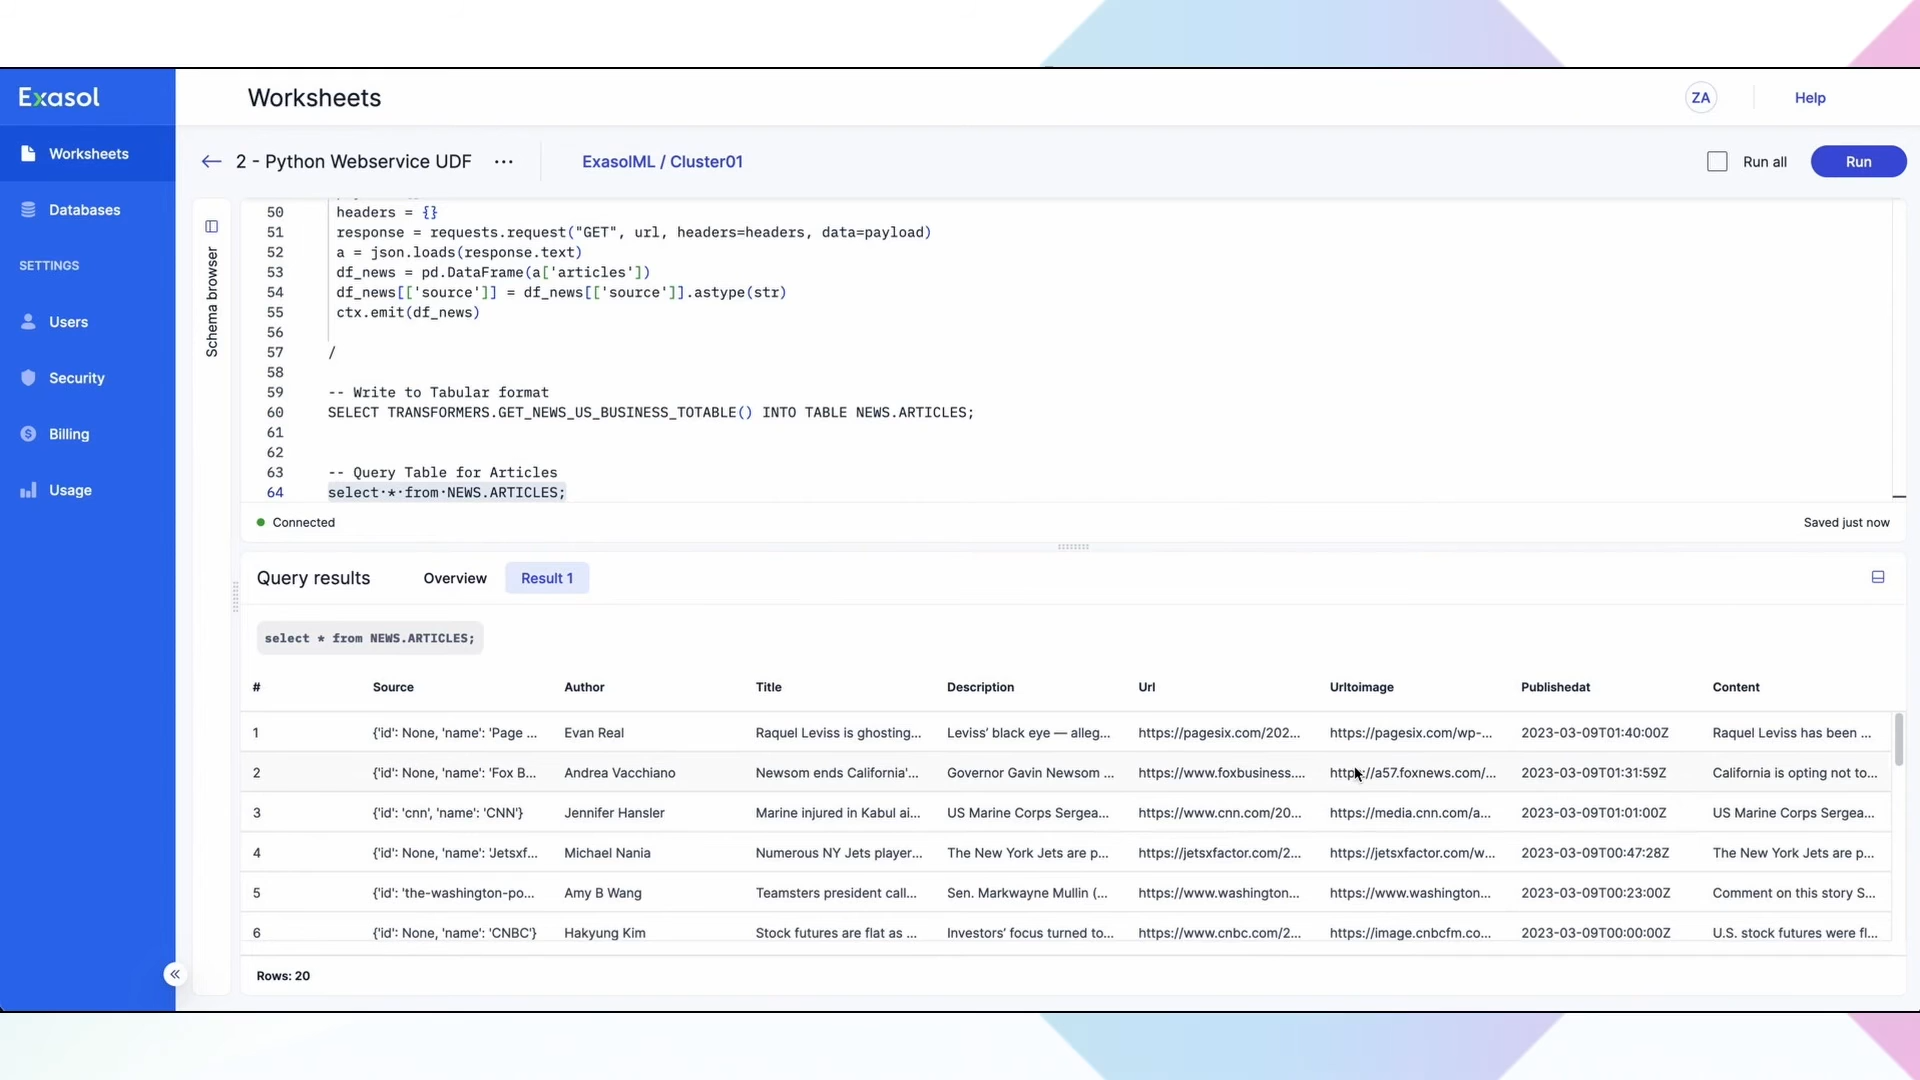 Exasol
Worksheets
ZA
Help
Worksheets
Databases
SETTINGS
Users
Security
Billing
Usage
2 - Python Webservice UDF ...
ExasolML / Cluster01
Run all
Run
Schema browser
50 headers = {}
51 response = requests.request("GET", url, headers=headers, data=payload)
52 a = json.loads(response.text)
53 df_news = pd.DataFrame(a['articles'])
54 df_news[['source']] = df_news[['source']].astype(str)
55 ctx.emit(df_news)
56
57 /
58
59 -- Write to Tabular format
60 SELECT TRANSFORMERS.GET_NEWS_US_BUSINESS_TOTABLE() INTO TABLE NEWS.ARTICLES;
61
62
63 -- Query Table for Articles
64 select·*·from·NEWS.ARTICLES;
Connected
Saved just now
Query results
Overview
Result 1
select * from NEWS.ARTICLES;
# Source Author Title Description Url Urltoimage Publishedat Content
1 {'id': None, 'name': 'Page ... Evan Real Raquel Leviss is ghosting... Leviss’ black eye — alleg... https://pagesix.com/202... https://pagesix.com/wp-... 2023-03-09T01:40:00Z Raquel Leviss has been ...
2 {'id': None, 'name': 'Fox B... Andrea Vacchiano Newsom ends California'... Governor Gavin Newsom ... https://www.foxbusiness.... https://a57.foxnews.com/... 2023-03-09T01:31:59Z California is opting not to...
3 {'id': 'cnn', 'name': 'CNN'} Jennifer Hansler Marine injured in Kabul ai... US Marine Corps Sergea... https://www.cnn.com/20... https://media.cnn.com/a... 2023-03-09T01:01:00Z US Marine Corps Sergea...
4 {'id': None, 'name': 'Jetsxf... Michael Nania Numerous NY Jets player... The New York Jets are p... https://jetsxfactor.com/2... https://jetsxfactor.com/w... 2023-03-09T00:47:28Z The New York Jets are p...
5 {'id': 'the-washington-po... Amy B Wang Teamsters president call... Sen. Markwayne Mullin (... https://www.washington... https://www.washington... 2023-03-09T00:23:00Z Comment on this story S...
6 {'id': None, 'name': 'CNBC'} Hakyung Kim Stock futures are flat as ... Investors’ focus turned to... https://www.cnbc.com/2... https://image.cnbcfm.co... 2023-03-09T00:00:00Z U.S. stock futures were fl...
Rows: 20